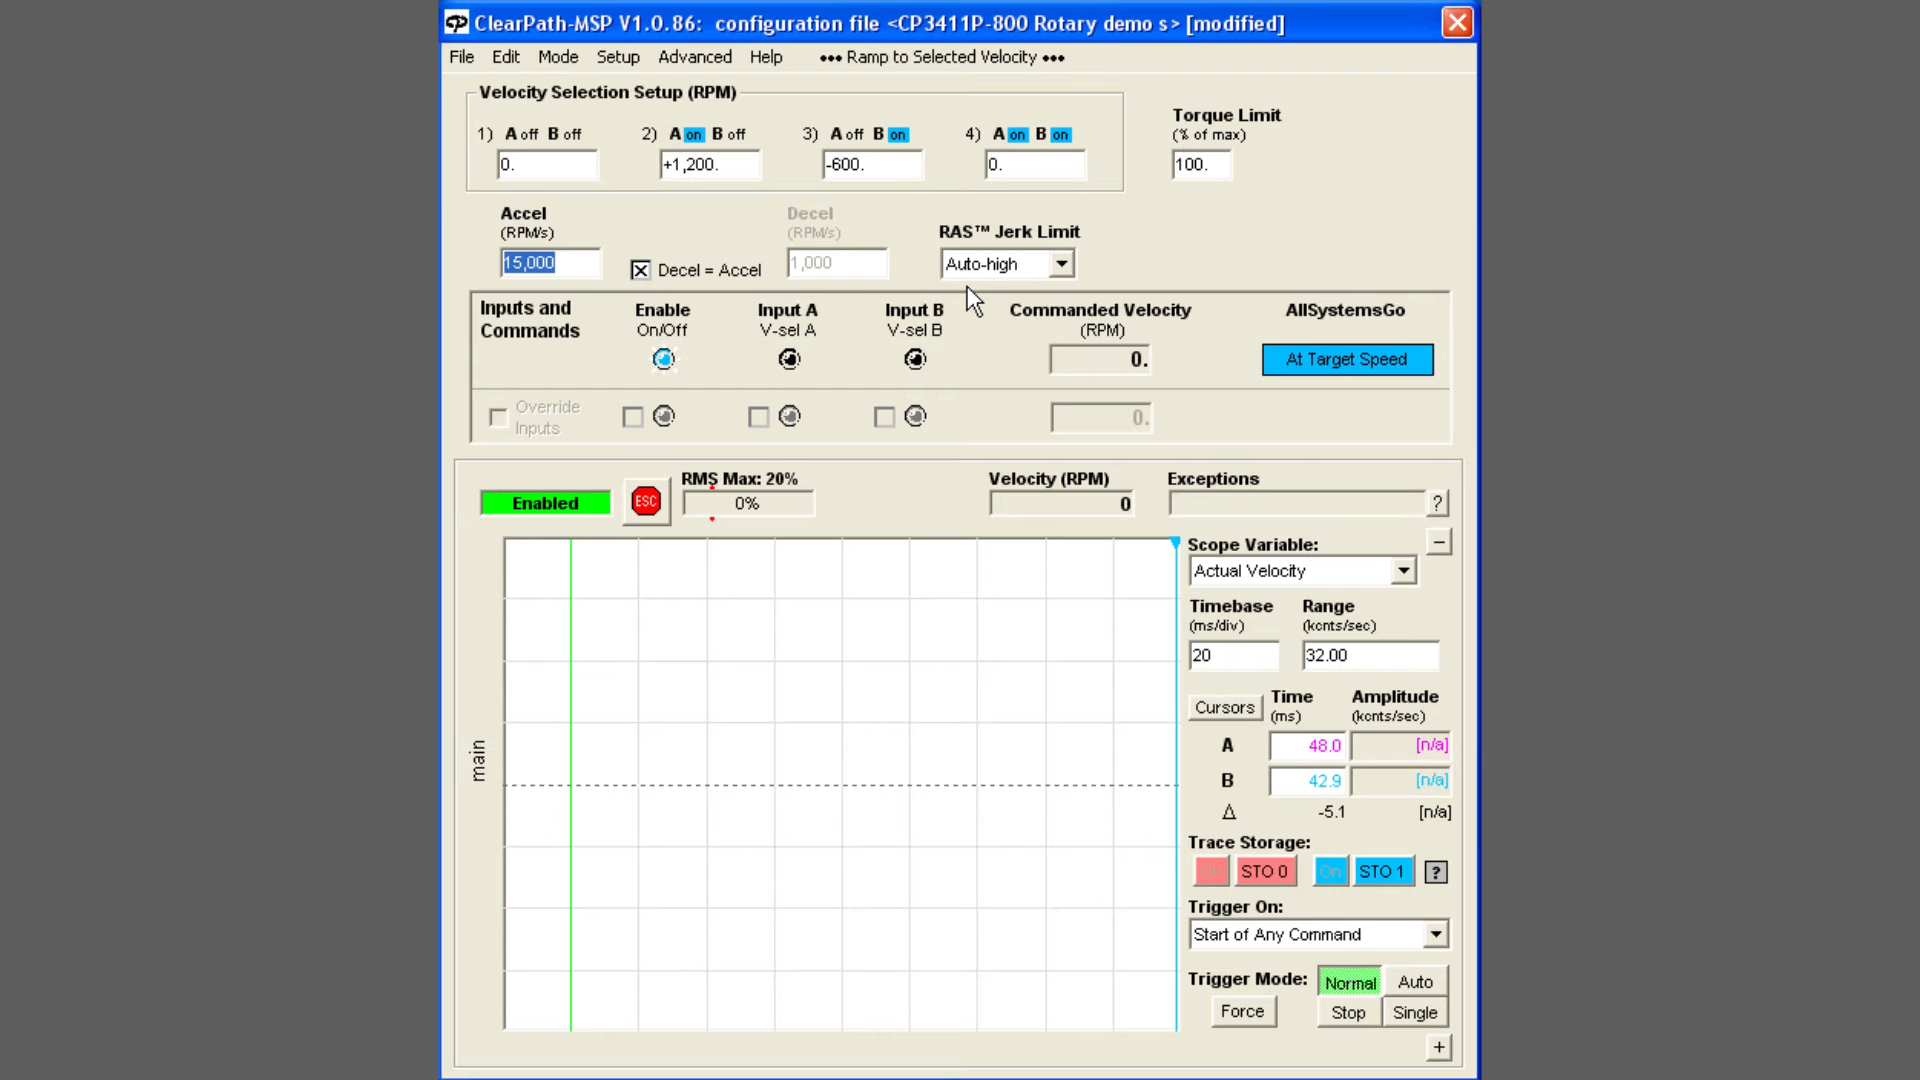 ClearPath-MSP V1.0.86: configuration file <CP3411P-800 Rotary demo s> [modified]
File Edit Mode Setup Advanced Help ••• Ramp to Selected Velocity •••
Velocity Selection Setup (RPM)
1) A off B off 2) A on B off 3) A off B on 4) A on B on
0. +1,200. -600. 0.
Torque Limit
(% of max)
100.
Accel
(RPM/s)
15,000
Decel = Accel
Decel
(RPM/s)
1,000
RAS™ Jerk Limit
Auto-high
Inputs and
Commands
Enable
On/Off
Input A
V-sel A
Input B
V-sel B
Commanded Velocity
(RPM)
0.
AllSystemsGo
At Target Speed
Override
Inputs
0.
Enabled
ESC
RMS Max: 20%
0%
Velocity (RPM)
0
Exceptions
?
main
Scope Variable:
–
Actual Velocity
Timebase
(ms/div)
20
Range
(kcnts/sec)
32.00
Cursors
Time
(ms)
Amplitude
(kcnts/sec)
A 48.0 [n/a]
B 42.9 [n/a]
Δ -5.1 [n/a]
Trace Storage:
On STO 0 On STO 1 ?
Trigger On:
Start of Any Command
Trigger Mode: Normal Auto
Force Stop Single
+